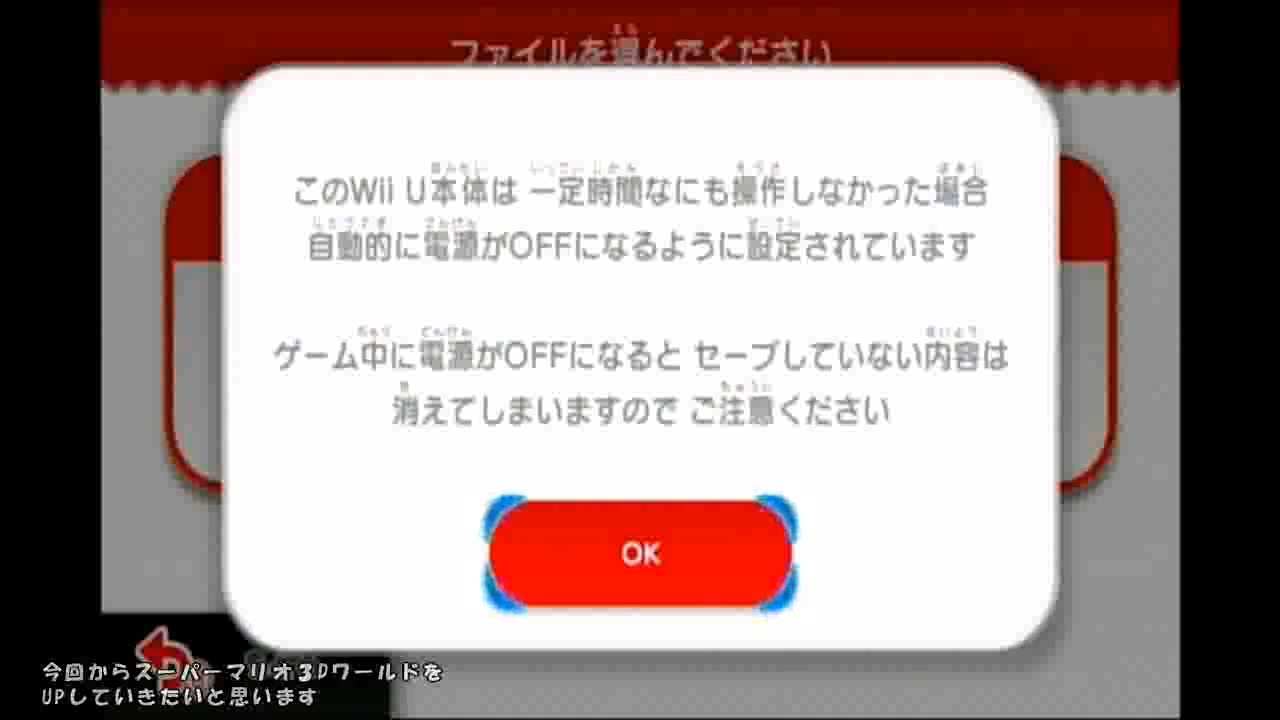 ファイルを選んでください
このWii U本体は 一定時間なにも操作しなかった場合
自動的に電源がOFFになるように設定されています
ゲーム中に電源がOFFになると セーブしていない内容は
消えてしまいますので ご注意ください
OK
今回からスーパーマリオ3Dワールドを
UPしていきたいと思います